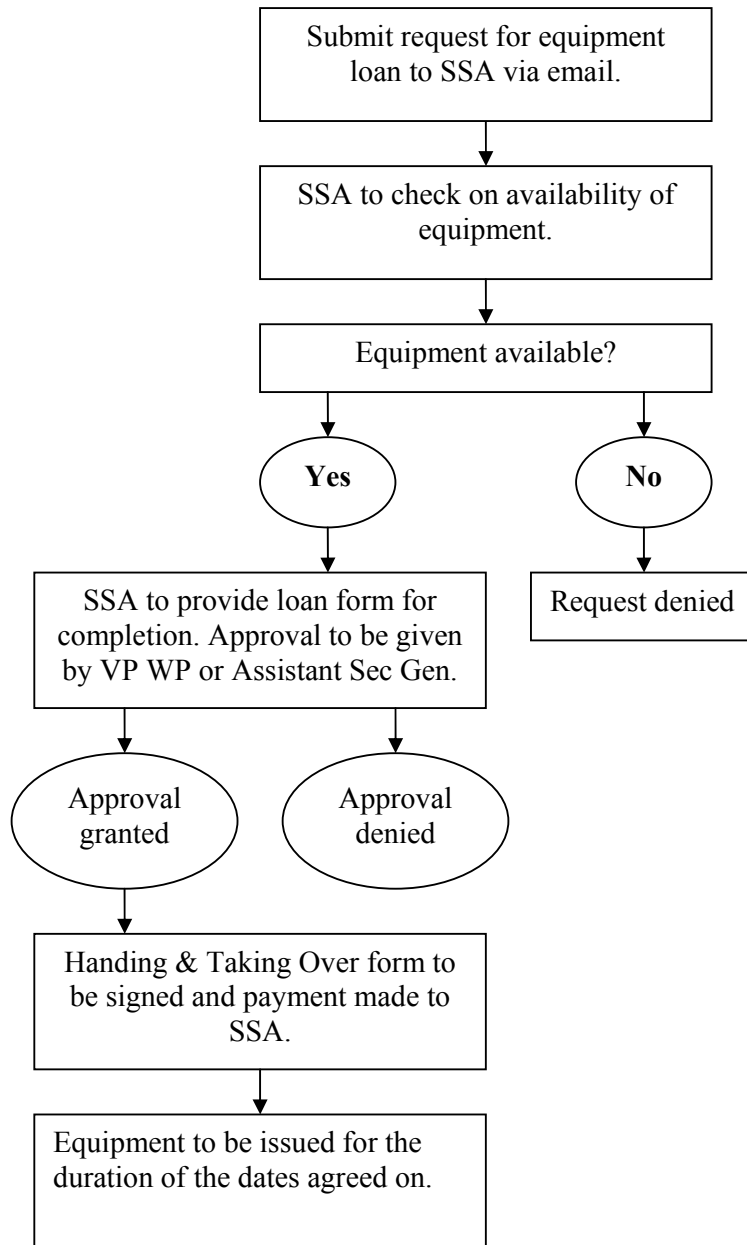 Submit request for equipment
loan to SSA via email.
SSA to check on availability of
equipment.
Equipment available?
Yes
No
SSA to provide loan form for
completion. Approval to be given
by VP WP or Assistant Sec Gen.
Request denied
Approval
granted
Approval
denied
Handing & Taking Over form to
be signed and payment made to
SSA.
Equipment to be issued for the
duration of the dates agreed on.